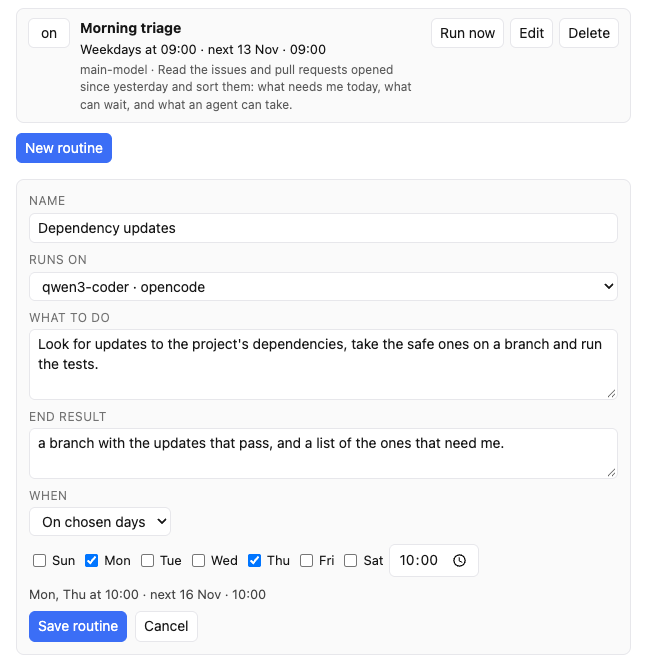 on
Morning triage
Weekdays at 09:00 · next 13 Nov · 09:00
main-model · Read the issues and pull requests opened
since yesterday and sort them: what needs me today, what
can wait, and what an agent can take.
Run now
Edit
Delete
New routine
NAME
Dependency updates
RUNS ON
qwen3-coder · opencode
WHAT TO DO
Look for updates to the project's dependencies, take the safe ones on a branch and run
the tests.
END RESULT
a branch with the updates that pass, and a list of the ones that need me.
WHEN
On chosen days
Sun Mon Tue Wed Thu Fri Sat 10:00
Mon, Thu at 10:00 · next 16 Nov · 10:00
Save routine
Cancel